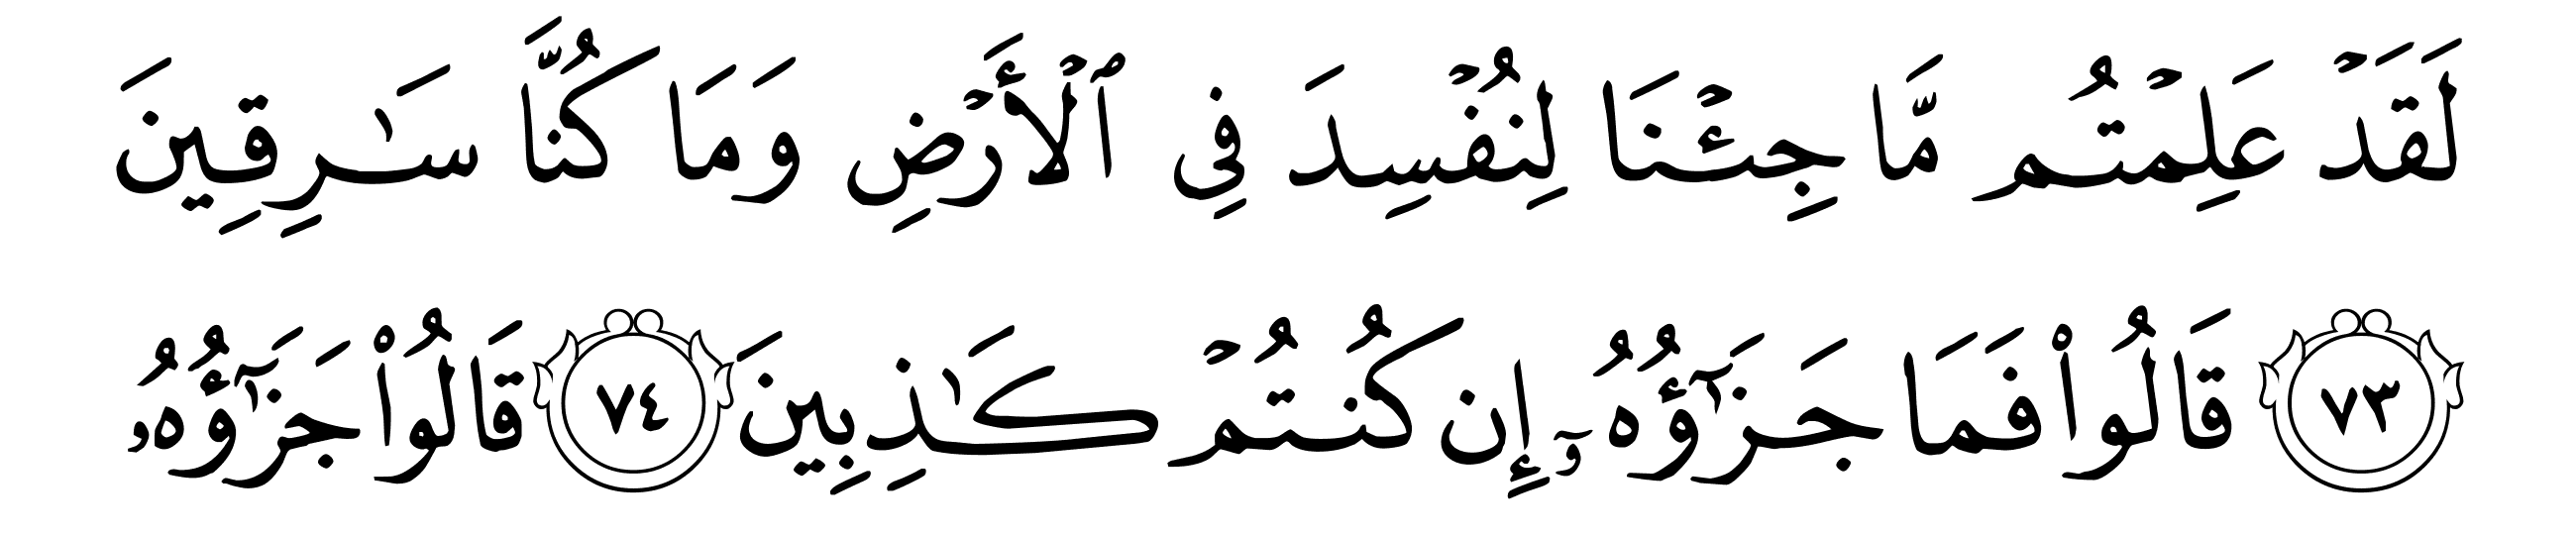 لَقَدۡ عَلِمۡتُم مَّا جِئۡنَا لِنُفۡسِدَ فِي ٱلۡأَرۡضِ وَمَا كُنَّا سَٰرِقِينَ
٧٣ قَالُواْ فَمَا جَزَٰٓؤُهُۥٓ إِن كُنتُمۡ كَٰذِبِينَ ٧٤ قَالُواْ جَزَٰٓؤُهُۥ